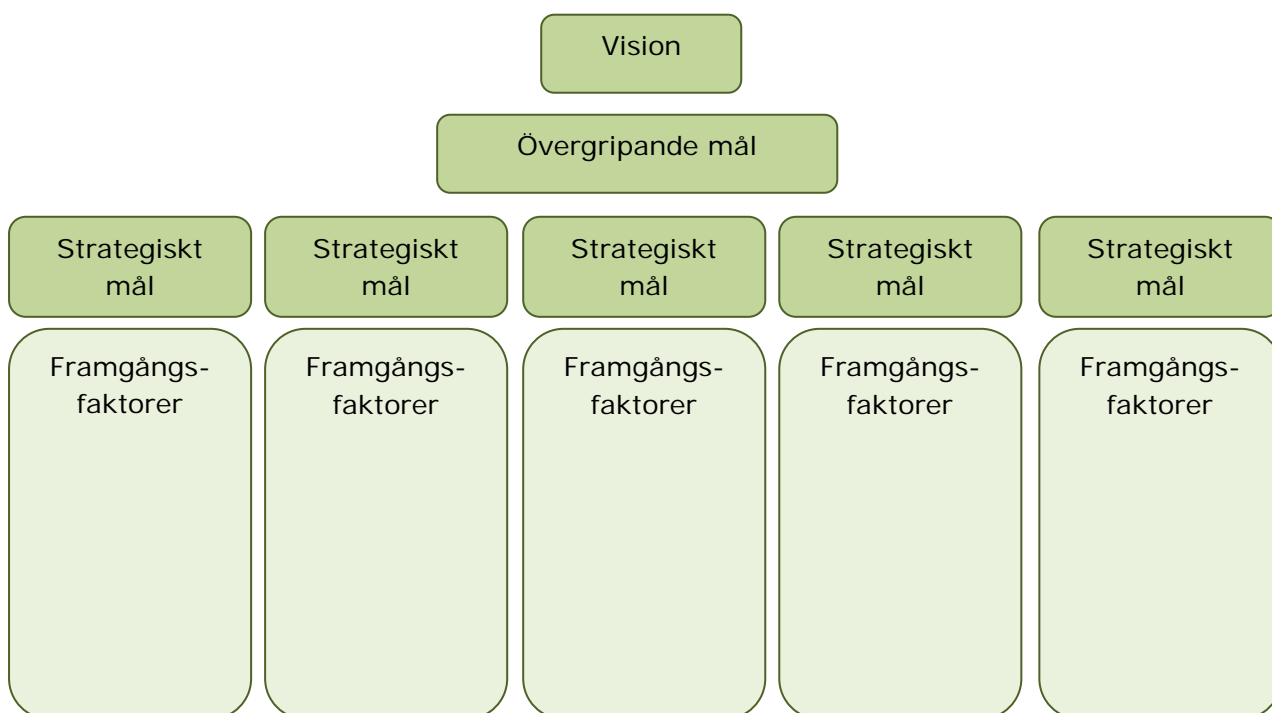 Vision
Övergripande mål
Strategiskt
mål
Strategiskt
mål
Strategiskt
mål
Strategiskt
mål
Strategiskt
mål
Framgångs-
faktorer
Framgångs-
faktorer
Framgångs-
faktorer
Framgångs-
faktorer
Framgångs-
faktorer